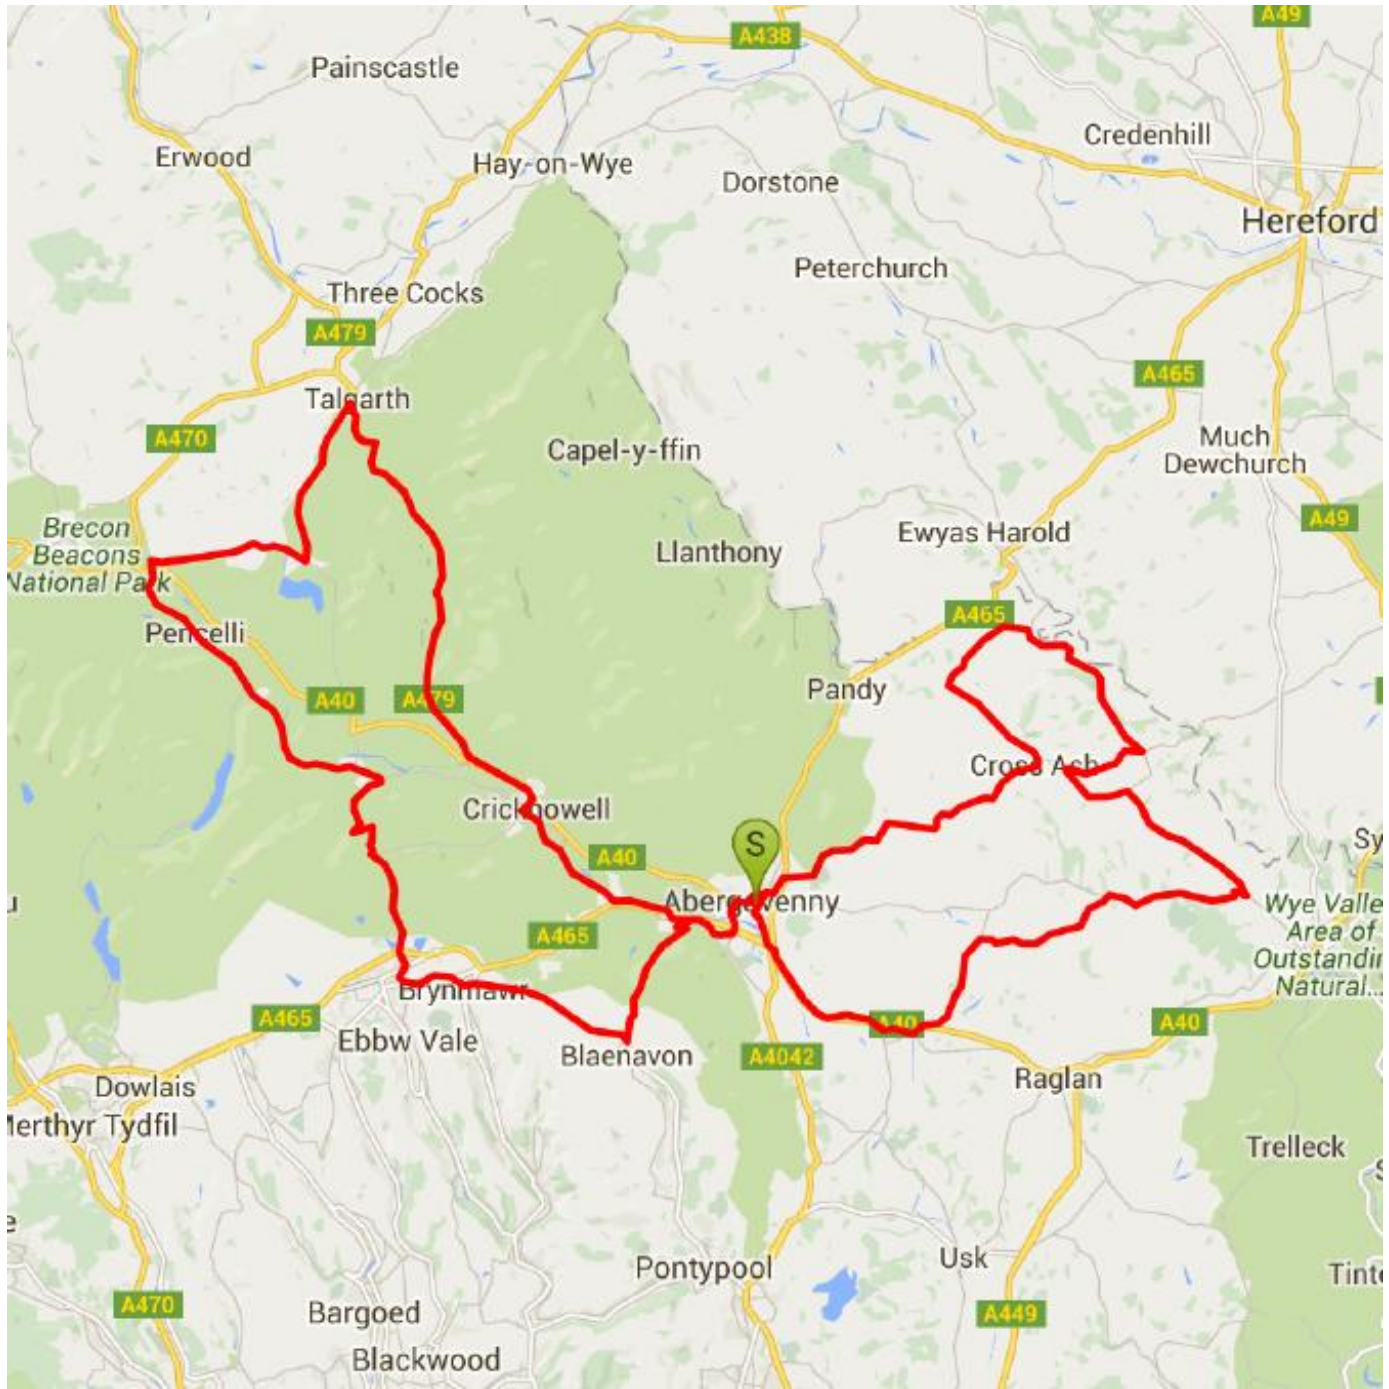 A49
A438
Painscastle
Credenhill
Erwood
Hay-on-Wye
Dorstone
Hereford
Peterchurch
Three Cocks
A479
A465
Talgarth
A470
Capel-y-ffin
Much
Dewchurch
Brecon
Beacons
National Park
Ewyas Harold
A49
Llanthony
A465
Pencelli
Pandy
A40
A479
Cross Ash
Crickhowell
S
A40
Sy
Abergavenny
u
Wye Valle
Area of
Outstandin
Natural...
A465
Brynmawr
A465
A40
A40
Ebbw Vale
Blaenavon
A4042
Raglan
Dowlais
Merthyr Tydfil
Trelleck
S
e
Usk
Pontypool
Tinte
A470
Bargoed
A449
Blackwood